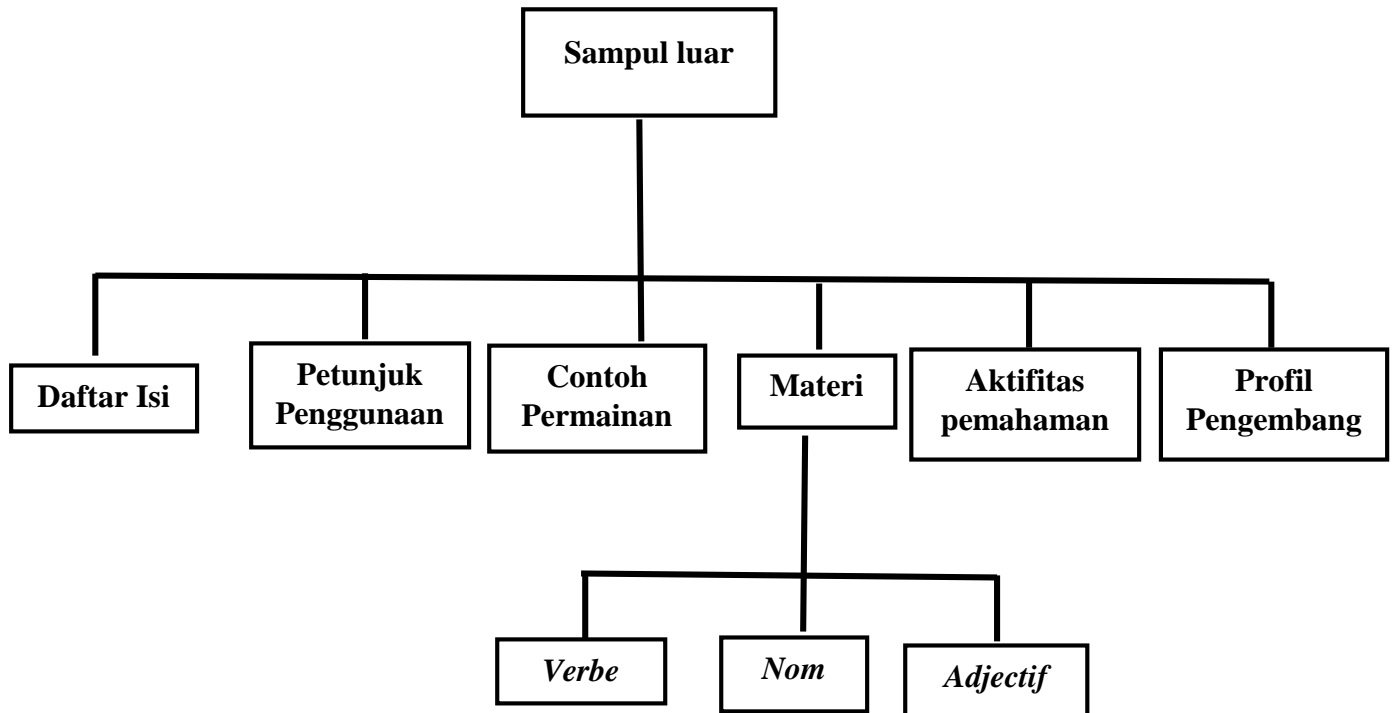 Sampul luar
Daftar Isi
Petunjuk
Penggunaan
Contoh
Permainan
Materi
Aktifitas
pemahaman
Profil
Pengembang
Verbe
Nom
Adjectif